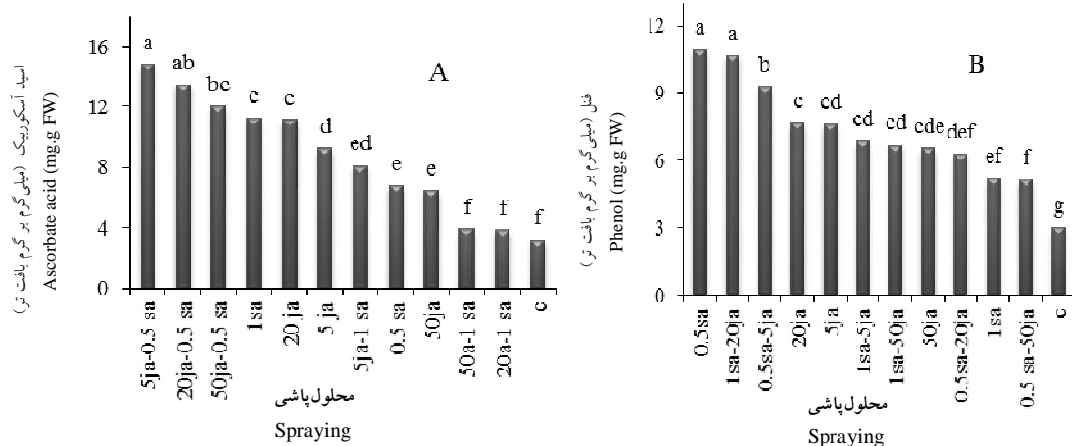 اسید آسکوربیک (میلی‌گرم بر گرم بافت تر)
Ascorbate acid (mg.g FW)
16
12
8
4
0
A
a
ab
bc
c
c
d
ed
e
e
f
f
f
5ja-0.5 sa
20ja-0.5 sa
50ja-0.5 sa
1sa
20 ja
5 ja
5ja-1 sa
0.5 sa
50ja
50a-1 sa
20a-1 sa
c
محلول‌پاشی
Spraying
فنل (میلی‌گرم بر گرم بافت تر)
Phenol (mg.g FW)
12
9
6
3
0
B
a
a
b
c
cd
cd
cd
cde
def
ef
f
g
0.5sa
1sa-20ja
0.5sa-5ja
20ja
5ja
1sa-5ja
1sa-50ja
50ja
0.5sa-20ja
1sa
0.5 sa-50ja
c
محلول‌پاشی
Spraying